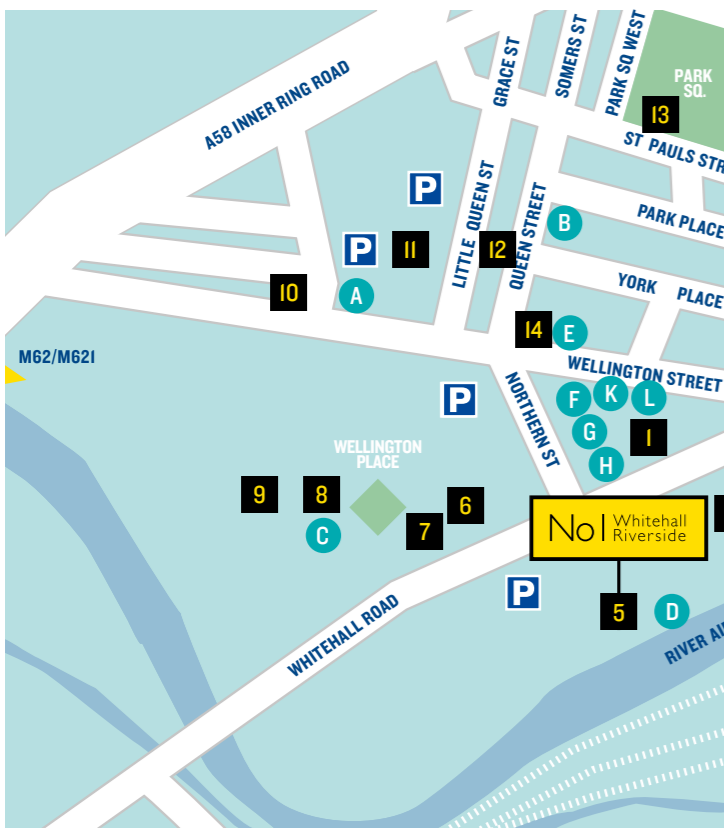 A58 INNER RING ROAD
GRACE ST
SOMERS ST
PARK SQ WEST
PARK
SQ.
13
ST PAULS STR
P
LITTLE QUEEN ST
QUEEN STREET
B
PARK PLACE
P
11
12
10
A
YORK PLACE
14
E
M62/M621
WELLINGTON STREET
P
NORTHERN ST
F
K
L
G
1
H
WELLINGTON
PLACE
9
8
6
7
C
No1 Whitehall
Riverside
P
5
D
WHITEHALL ROAD
RIVER AI